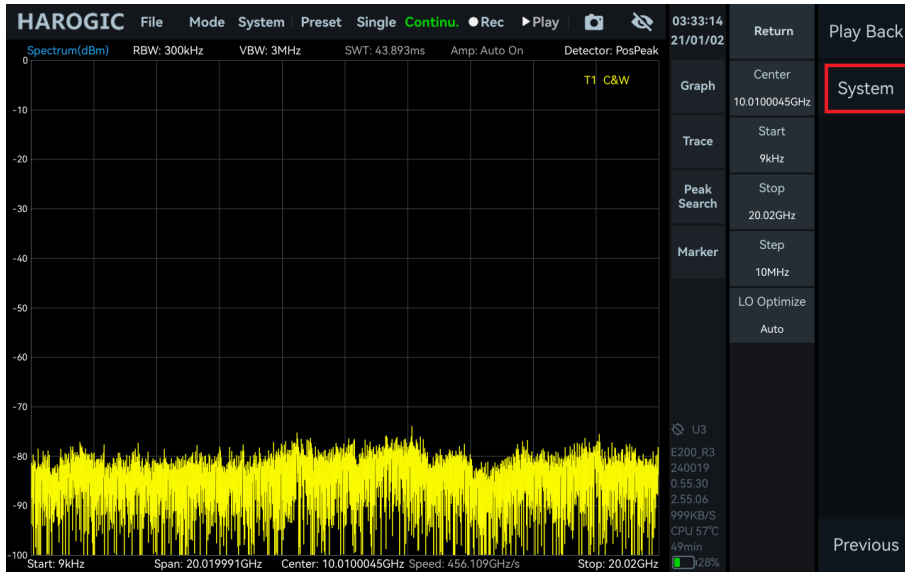 HAROGIC File Mode System Preset Single Continu. Rec Play
03:33:14
21/01/02
Spectrum(dBm) RBW: 300kHz VBW: 3MHz SWT: 43.893ms Amp: Auto On Detector: PosPeak
T1 C&W
0
-10
-20
-30
-40
-50
-60
-70
-80
-90
-100
Start: 9kHz Span: 20.019991GHz Center: 10.0100045GHz Speed: 456.109GHz/s Stop: 20.02GHz
Graph
Trace
Peak
Search
Marker
U3
E200_R3
240019
0.55.30
2.55.06
999KB/S
CPU 57°C
49min
28%
Return
Center
10.0100045GHz
Start
9kHz
Stop
20.02GHz
Step
10MHz
LO Optimize
Auto
Play Back
System
Previous